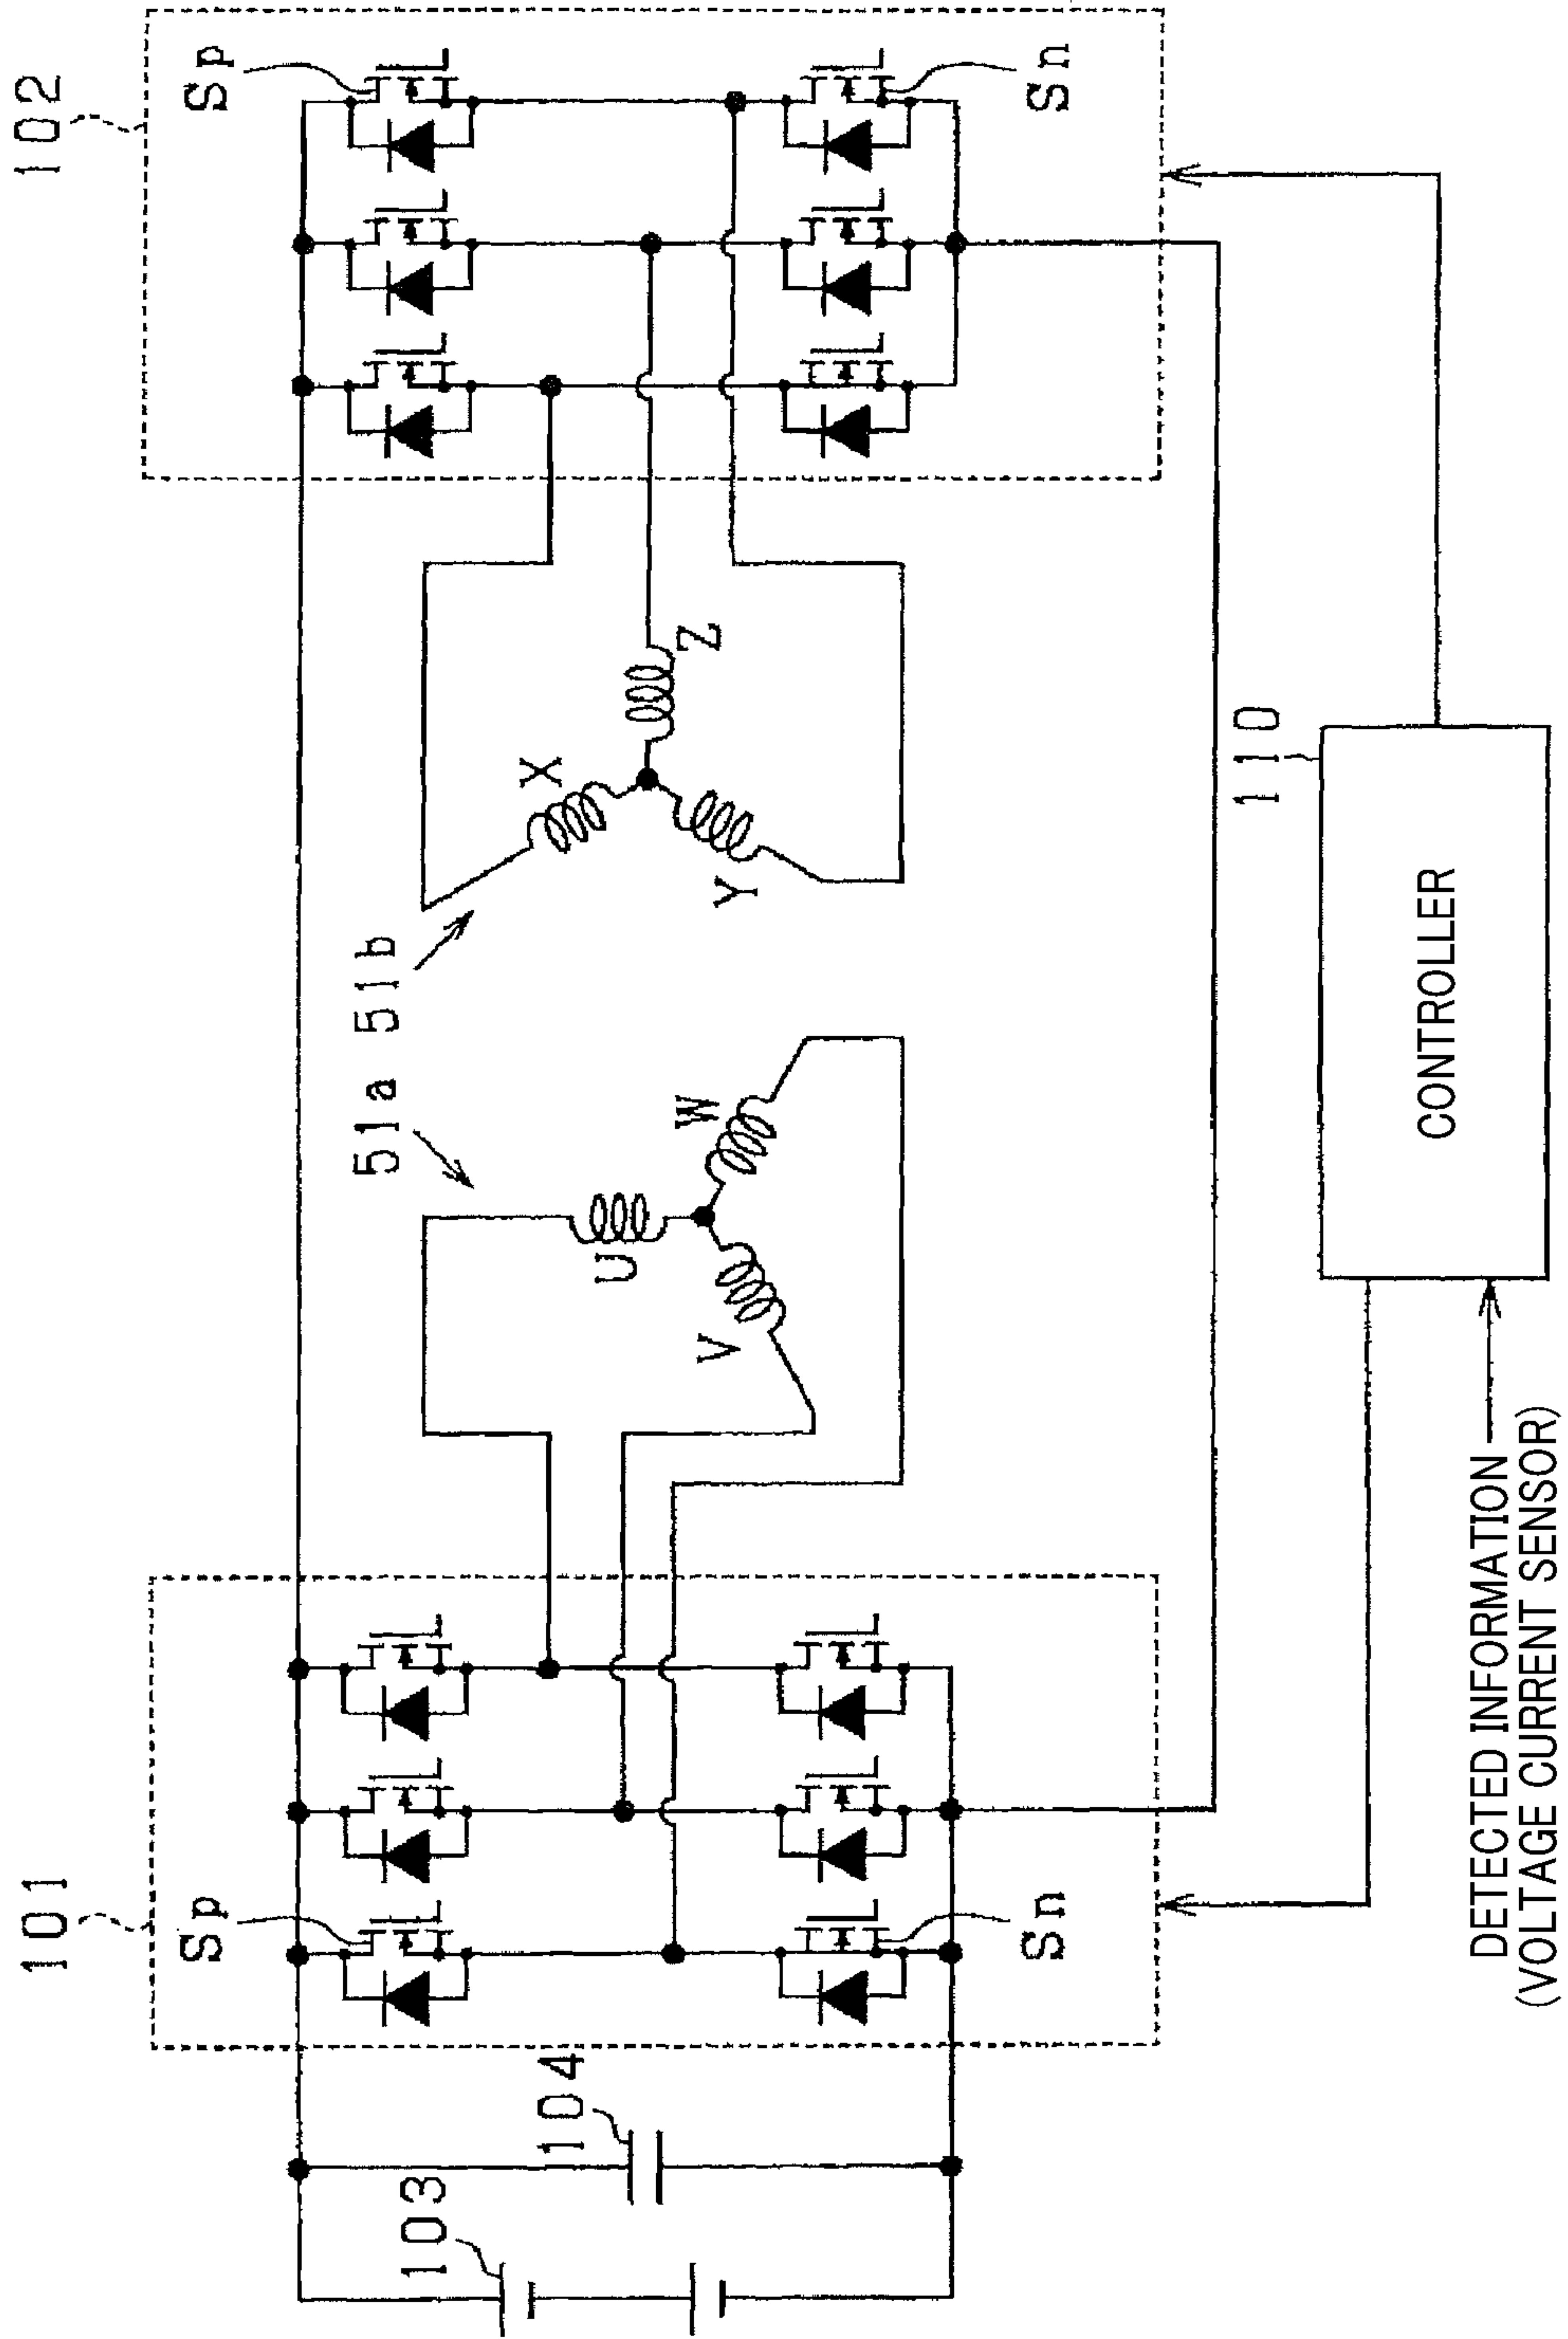 101
102
Sp
Sp
103
104
51a
51b
U
V
W
X
Y
Z
Sn
Sn
110
CONTROLLER
DETECTED INFORMATION
(VOLTAGE CURRENT SENSOR)